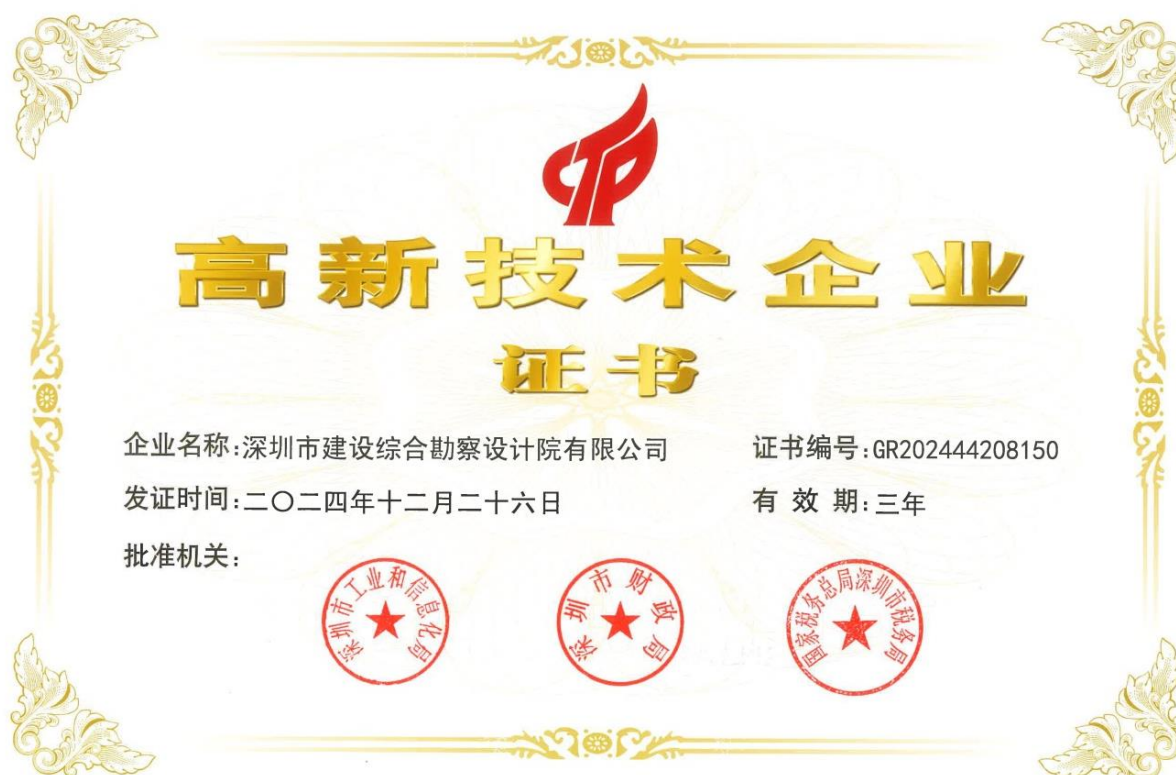 高新技术企业
证书
企业名称:深圳市建设综合勘察设计院有限公司 证书编号:GR202444208150
发证时间:二〇二四年十二月二十六日 有效期:三年
批准机关:
深圳市工业和信息化局 深圳市财政局 国家税务总局深圳市税务局